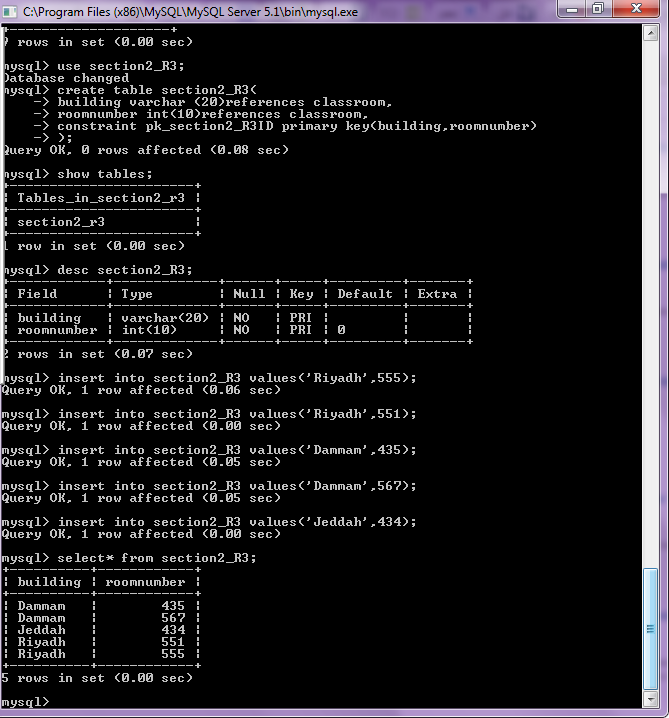 C:\Program Files (x86)\MySQL\MySQL Server 5.1\bin\mysql.exe
rows in set (0.00 sec)
mysql> use section2_R3;
Database changed
mysql> create table section2_R3(
-> building varchar (20)references classroom,
-> roomnumber int(10)references classroom,
-> constraint pk_section2_R3ID primary key(building,roomnumber)
-> );
Query OK, 0 rows affected (0.08 sec)
mysql> show tables;
Tables_in_section2_r3
section2_r3
1 row in set (0.00 sec)
mysql> desc section2_R3;
Field | Type | Null | Key | Default | Extra
building | varchar(20) | NO | PRI | | |
roomnumber | int(10) | NO | PRI | 0 | |
2 rows in set (0.07 sec)
mysql> insert into section2_R3 values('Riyadh',555);
Query OK, 1 row affected (0.06 sec)
mysql> insert into section2_R3 values('Riyadh',551);
Query OK, 1 row affected (0.00 sec)
mysql> insert into section2_R3 values('Dammam',435);
Query OK, 1 row affected (0.05 sec)
mysql> insert into section2_R3 values('Dammam',567);
Query OK, 1 row affected (0.05 sec)
mysql> insert into section2_R3 values('Jeddah',434);
Query OK, 1 row affected (0.00 sec)
mysql> select* from section2_R3;
building | roomnumber
Dammam | 435
Dammam | 567
Jeddah | 434
Riyadh | 551
Riyadh | 555
5 rows in set (0.00 sec)
mysql>